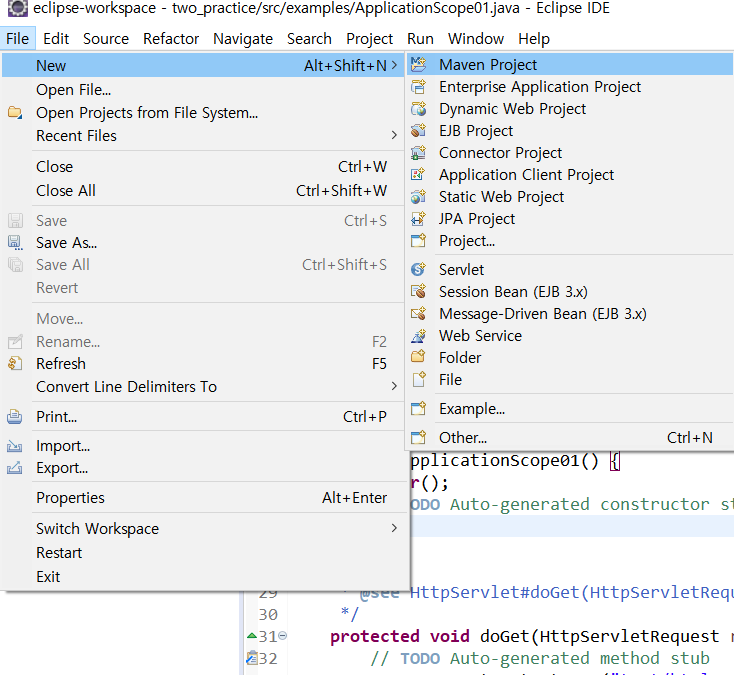 eclipse-workspace - two_practice/src/examples/ApplicationScope01.java - Eclipse IDE
File Edit Source Refactor Navigate Search Project Run Window Help
New Alt+Shift+N >
Open File...
Open Projects from File System...
Recent Files >
Close Ctrl+W
Close All Ctrl+Shift+W
Save Ctrl+S
Save As...
Save All Ctrl+Shift+S
Revert
Move...
Rename... F2
Refresh F5
Convert Line Delimiters To >
Print... Ctrl+P
Import...
Export...
Properties Alt+Enter
Switch Workspace >
Restart
Exit
Maven Project
Enterprise Application Project
Dynamic Web Project
EJB Project
Connector Project
Application Client Project
Static Web Project
JPA Project
Project...
Servlet
Session Bean (EJB 3.x)
Message-Driven Bean (EJB 3.x)
Web Service
Folder
File
Example...
Other... Ctrl+N
pplicationScope01() {
r();
ODO Auto-generated constructor st
29 * @see HttpServlet#doGet(HttpServletRequ
30 */
31 protected void doGet(HttpServletRequest
32 // TODO Auto-generated method stub